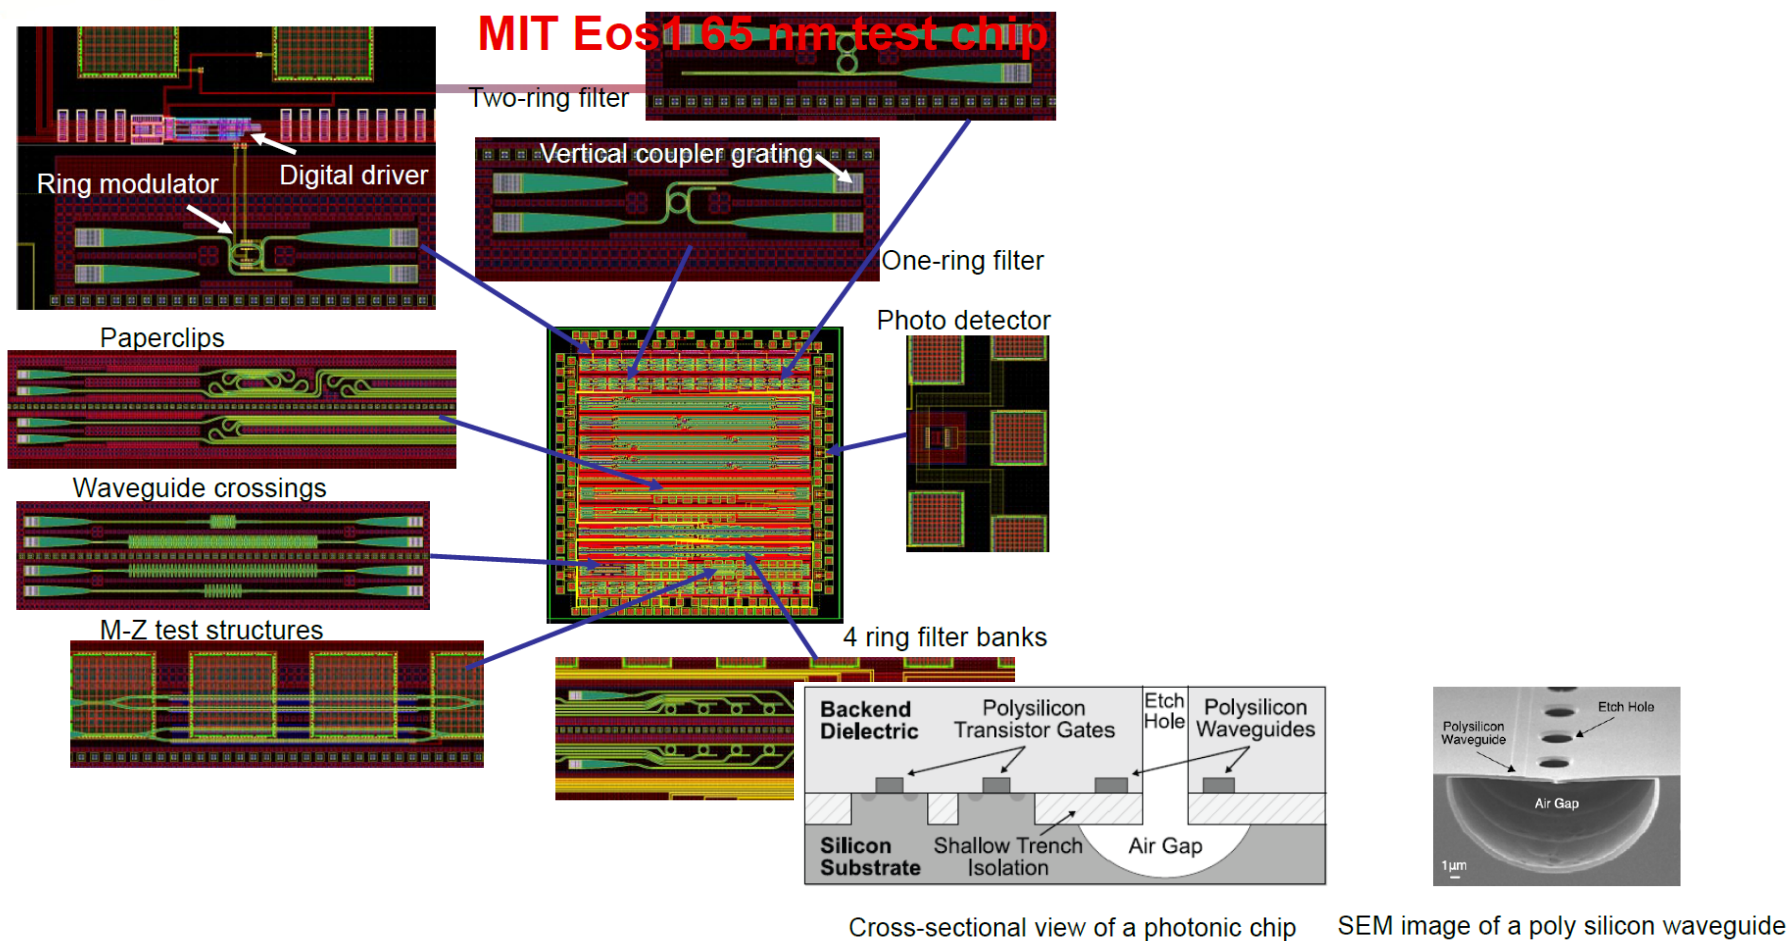 MIT Eos1 65 nm test chip
Two-ring filter
Vertical coupler grating
Digital driver
Ring modulator
One-ring filter
Paperclips
Photo detector
Waveguide crossings
M-Z test structures
4 ring filter banks
Backend
Dielectric
Polysilicon
Transistor Gates
Etch
Hole
Polysilicon
Waveguides
Silicon
Substrate
Shallow Trench
Isolation
Air Gap
Etch Hole
Polysilicon
Waveguide
Air Gap
1µm
Cross-sectional view of a photonic chip
SEM image of a poly silicon waveguide